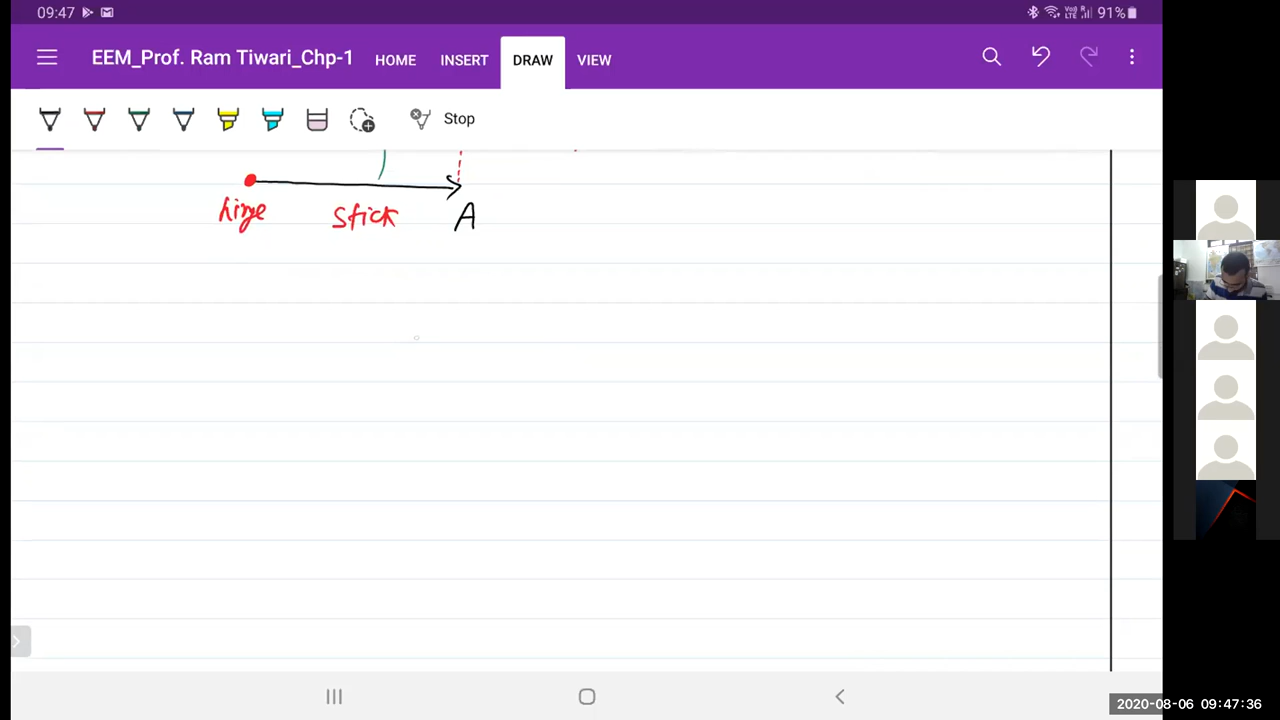 09:47 91%
EEM_Prof. Ram Tiwari_Chp-1 HOME INSERT DRAW VIEW
Stop
hinge stick A
2020-08-06 09:47:36